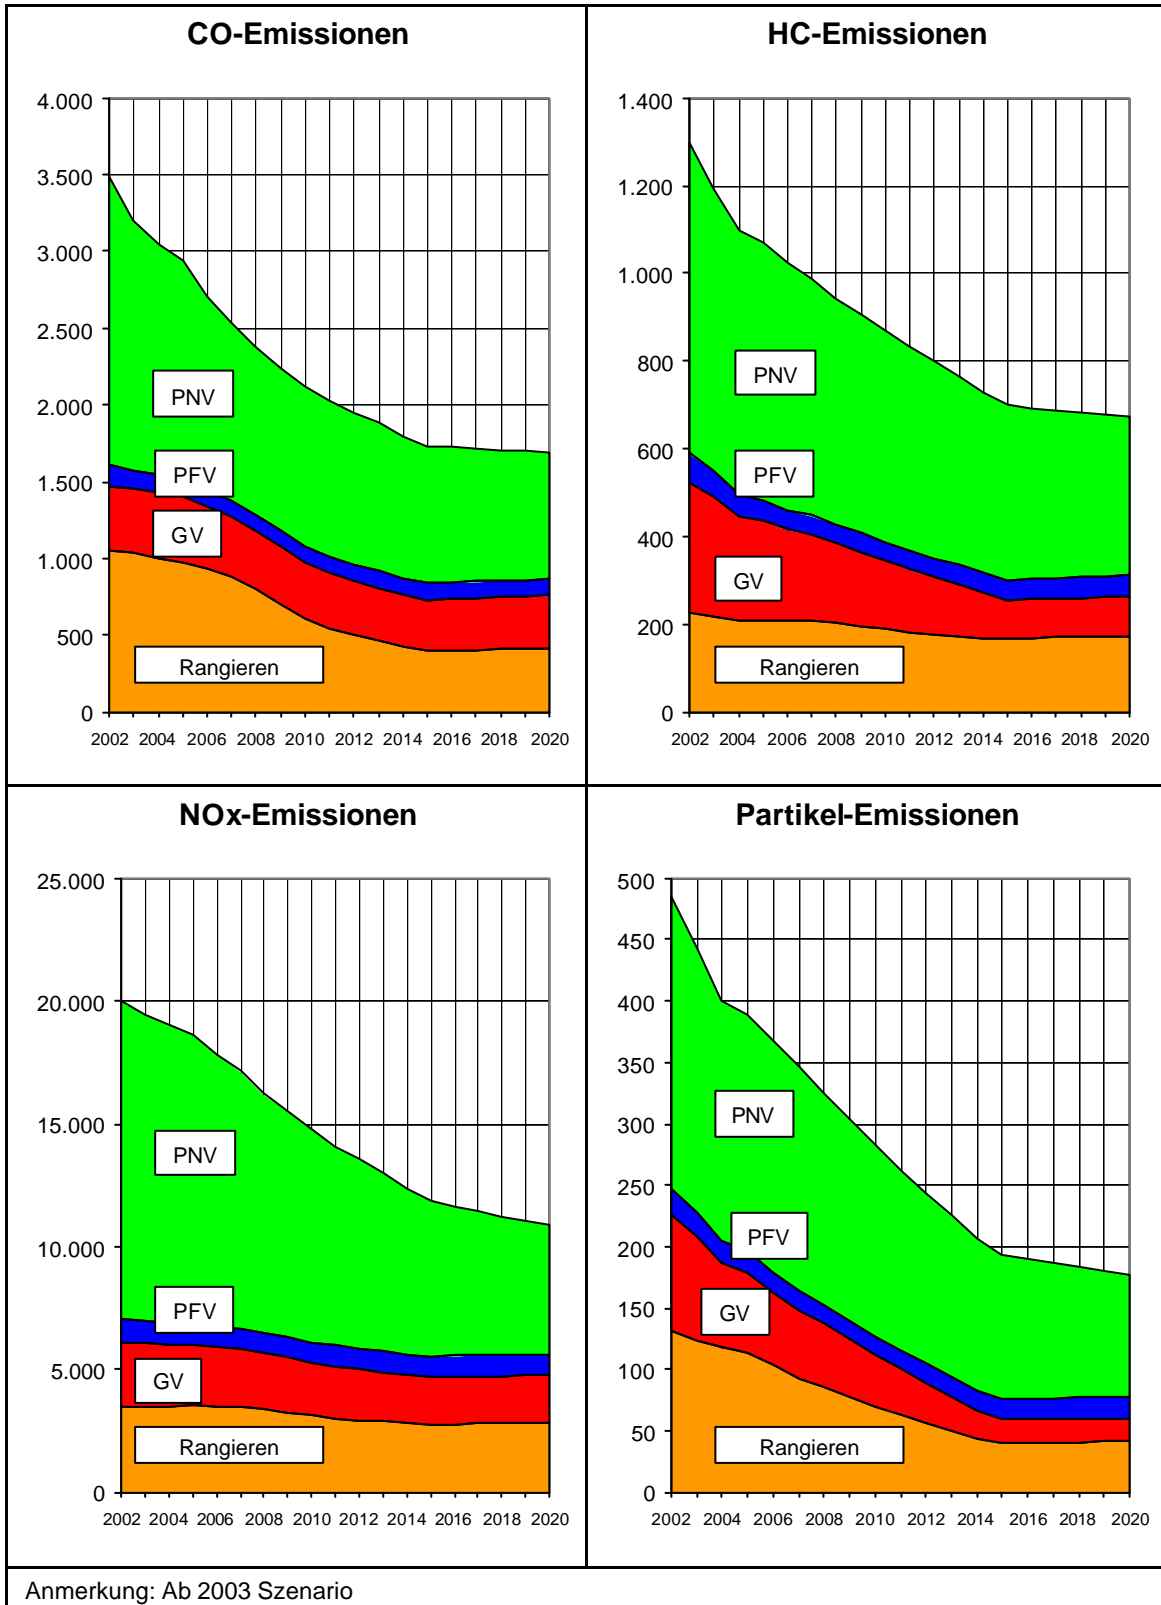 CO-Emissionen
4.000
3.500
3.000
2.500
2.000
1.500
1.000
500
0
PNV
PFV
GV
Rangieren
2002 2004 2006 2008 2010 2012 2014 2016 2018 2020
HC-Emissionen
1.400
1.200
1.000
800
600
400
200
0
PNV
PFV
GV
Rangieren
2002 2004 2006 2008 2010 2012 2014 2016 2018 2020
NOx-Emissionen
25.000
20.000
15.000
10.000
5.000
0
PNV
PFV
GV
Rangieren
2002 2004 2006 2008 2010 2012 2014 2016 2018 2020
Partikel-Emissionen
500
450
400
350
300
250
200
150
100
50
0
PNV
PFV
GV
Rangieren
2002 2004 2006 2008 2010 2012 2014 2016 2018 2020
Anmerkung: Ab 2003 Szenario